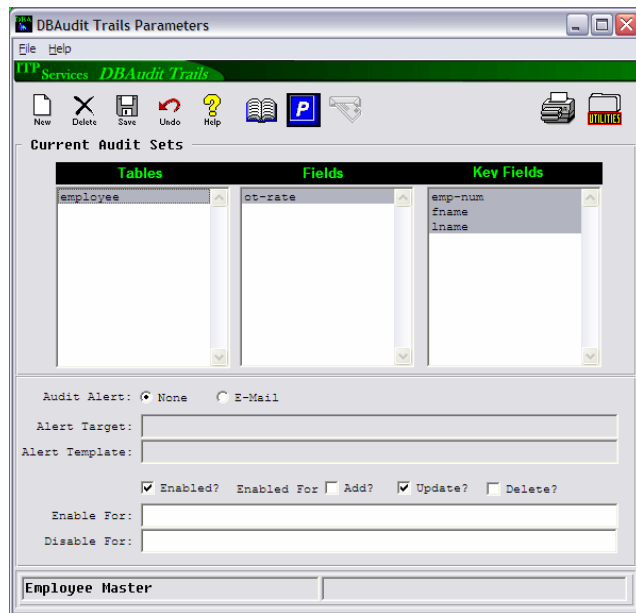 DBA
DBAudit Trails Parameters
File Help
ITP Services DBAudit Trails
New Delete Save Undo Help P UTILITIES
Current Audit Sets
Tables Fields Key Fields
employee ot-rate emp-num
fname
lname
Audit Alert: None E-Mail
Alert Target:
Alert Template:
Enabled? Enabled For Add? Update? Delete?
Enable For:
Disable For:
Employee Master